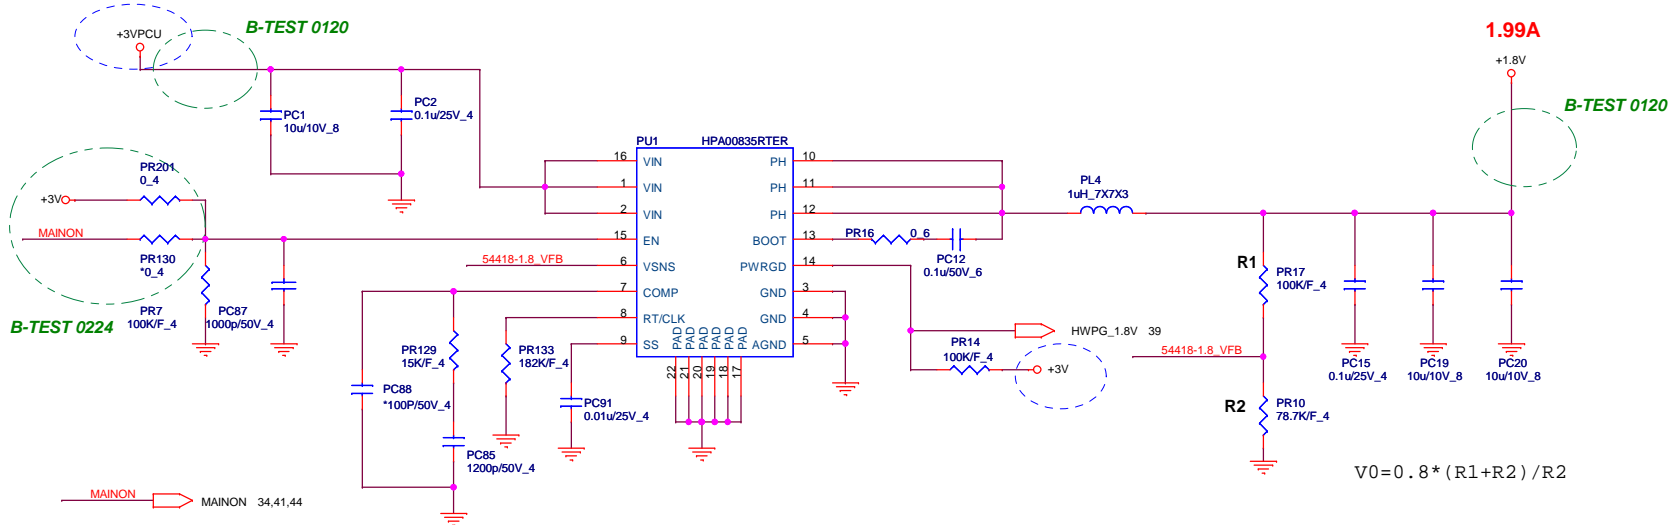 B-TEST 0120
+3VPCU
1.99A
+1.8V
B-TEST 0120
PC1
10u/10V_8
PC2
0.1u/25V_4
PU1
HPA00835RTER
16
VIN
1
VIN
2
VIN
15
EN
6
VSNS
7
COMP
8
RT/CLK
9
SS
PH
10
PH
11
PH
12
BOOT
13
PWRGD
14
GND
3
GND
4
AGND
5
PAD
PAD
PAD
PAD
PAD
PAD
22
21
20
19
18
17
PR201
0_4
+3V
MAINON
PR130
*0_4
PR7
100K/F_4
PC87
1000p/50V_4
B-TEST 0224
54418-1.8_VFB
PR129
15K/F_4
PC88
*100P/50V_4
PC85
1200p/50V_4
PR133
182K/F_4
PC91
0.01u/25V_4
PL4
1uH_7X7X3
PR16
0_6
PC12
0.1u/50V_6
HWPG_1.8V 39
PR14
100K/F_4
+3V
54418-1.8_VFB
R1
PR17
100K/F_4
R2
PR10
78.7K/F_4
PC15
0.1u/25V_4
PC19
10u/10V_8
PC20
10u/10V_8
V0=0.8*(R1+R2)/R2
MAINON
MAINON 34,41,44